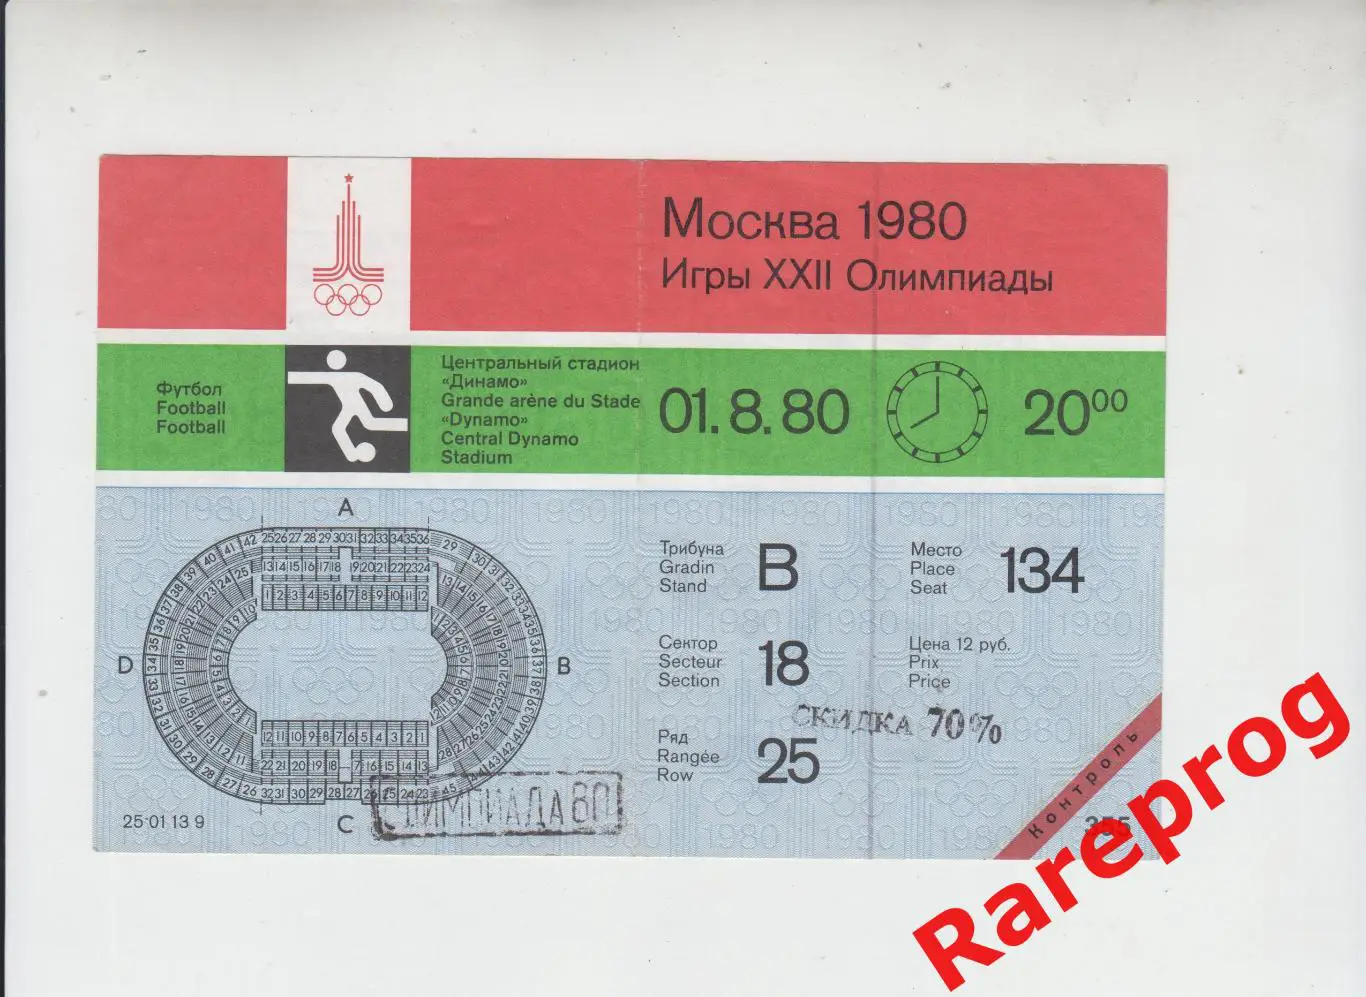 Москва 1980
Игры XXII Олимпиады
Футбол
Football
Football
Центральный стадион
«Динамо»
Grande arène du Stade
«Dynamo»
Central Dynamo
Stadium
01.8.80
20⁰⁰
A
B
C
D
Трибуна
Gradin
Stand
B
Место
Place
Seat
134
Сектор
Secteur
Section
18
Цена 12 руб.
Prix
Price
СКИДКА 70%
Ряд
Rangée
Row
25
Контроль
25·01 13 9
ОЛИМПИАДА 80
Rareprog